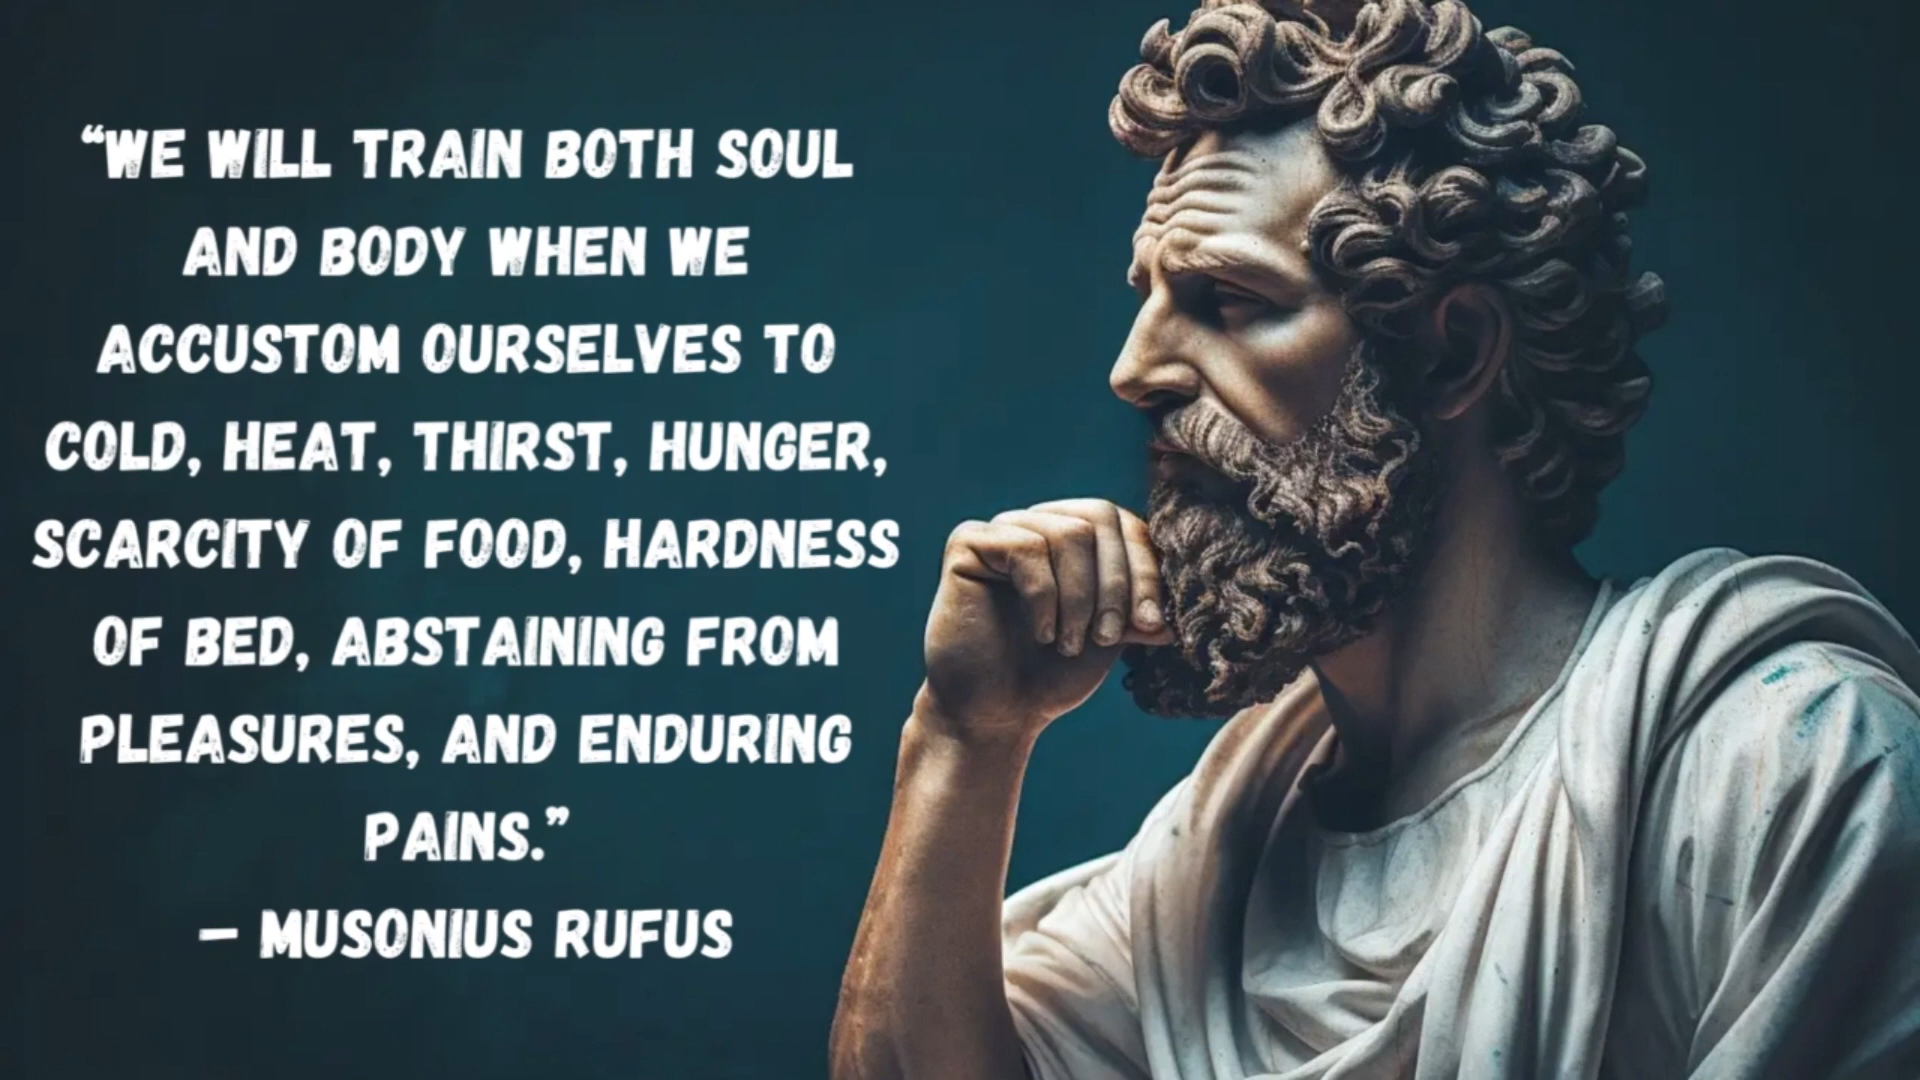 “WE WILL TRAIN BOTH SOUL
AND BODY WHEN WE
ACCUSTOM OURSELVES TO
COLD, HEAT, THIRST, HUNGER,
SCARCITY OF FOOD, HARDNESS
OF BED, ABSTAINING FROM
PLEASURES, AND ENDURING
PAINS.”
– MUSONIUS RUFUS